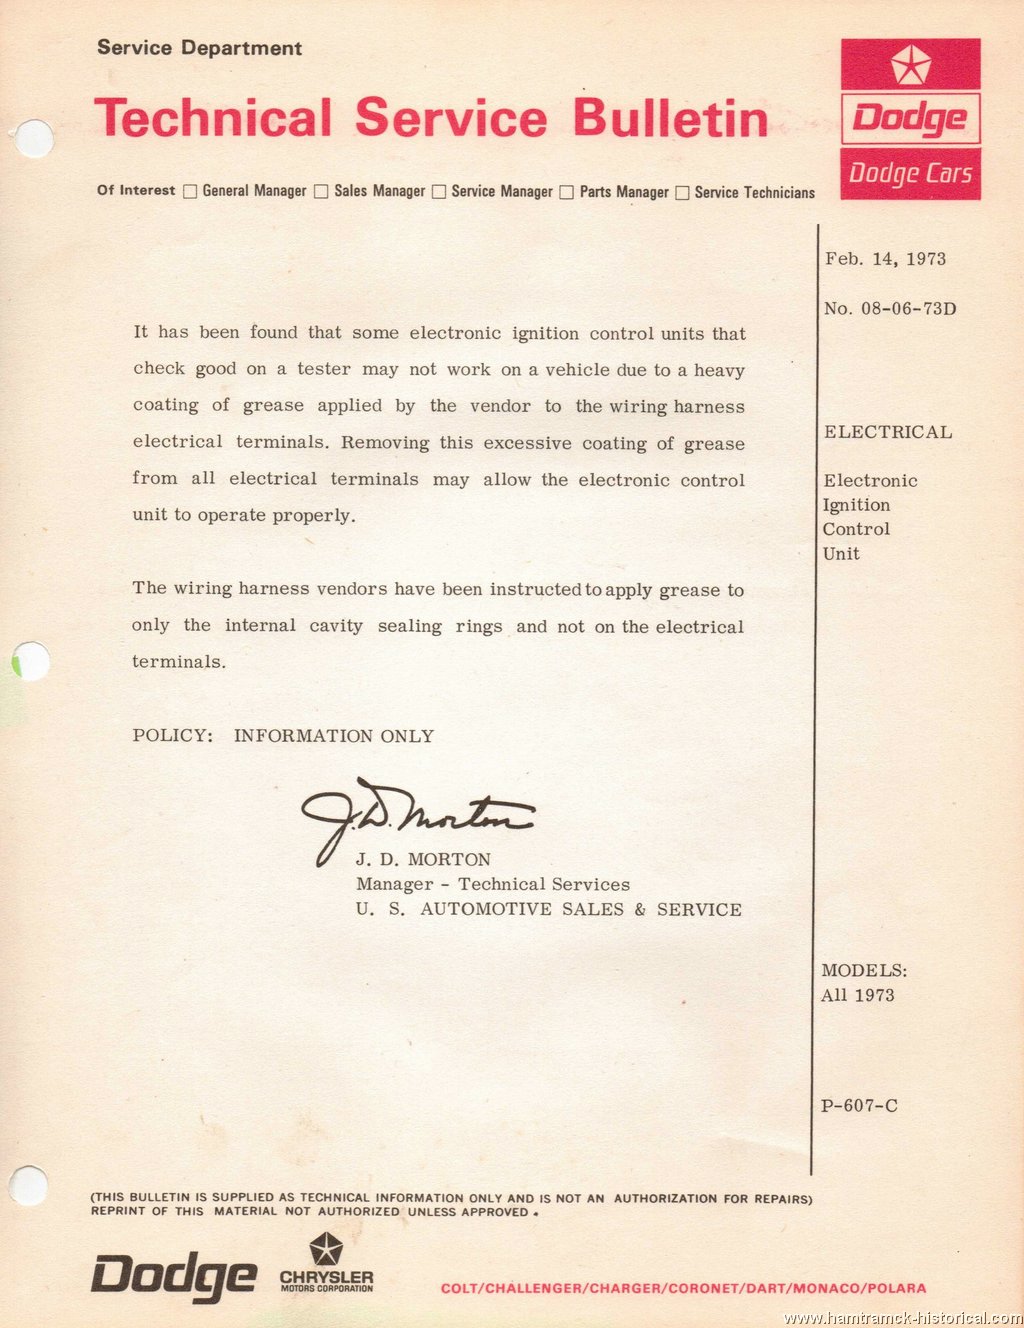 Service Department
Technical Service Bulletin
Dodge
Dodge Cars
Of Interest □ General Manager □ Sales Manager □ Service Manager □ Parts Manager □ Service Technicians
Feb. 14, 1973
No. 08-06-73D
It has been found that some electronic ignition control units that
check good on a tester may not work on a vehicle due to a heavy
coating of grease applied by the vendor to the wiring harness
electrical terminals. Removing this excessive coating of grease
from all electrical terminals may allow the electronic control
unit to operate properly.
The wiring harness vendors have been instructed to apply grease to
only the internal cavity sealing rings and not on the electrical
terminals.
POLICY: INFORMATION ONLY
J.D. Morton
J. D. MORTON
Manager - Technical Services
U. S. AUTOMOTIVE SALES & SERVICE
ELECTRICAL
Electronic
Ignition
Control
Unit
MODELS:
All 1973
P-607-C
(THIS BULLETIN IS SUPPLIED AS TECHNICAL INFORMATION ONLY AND IS NOT AN AUTHORIZATION FOR REPAIRS)
REPRINT OF THIS MATERIAL NOT AUTHORIZED UNLESS APPROVED.
Dodge
CHRYSLER
MOTORS CORPORATION
COLT/CHALLENGER/CHARGER/CORONET/DART/MONACO/POLARA
www.hamtramck-historical.com